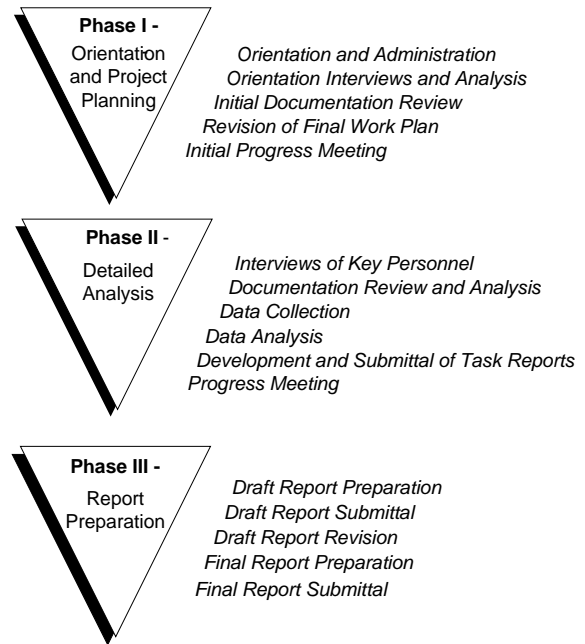 Phase I -
Orientation
and Project
Planning
Orientation and Administration
Orientation Interviews and Analysis
Initial Documentation Review
Revision of Final Work Plan
Initial Progress Meeting
Phase II -
Detailed
Analysis
Interviews of Key Personnel
Documentation Review and Analysis
Data Collection
Data Analysis
Development and Submittal of Task Reports
Progress Meeting
Phase III -
Report
Preparation
Draft Report Preparation
Draft Report Submittal
Draft Report Revision
Final Report Preparation
Final Report Submittal